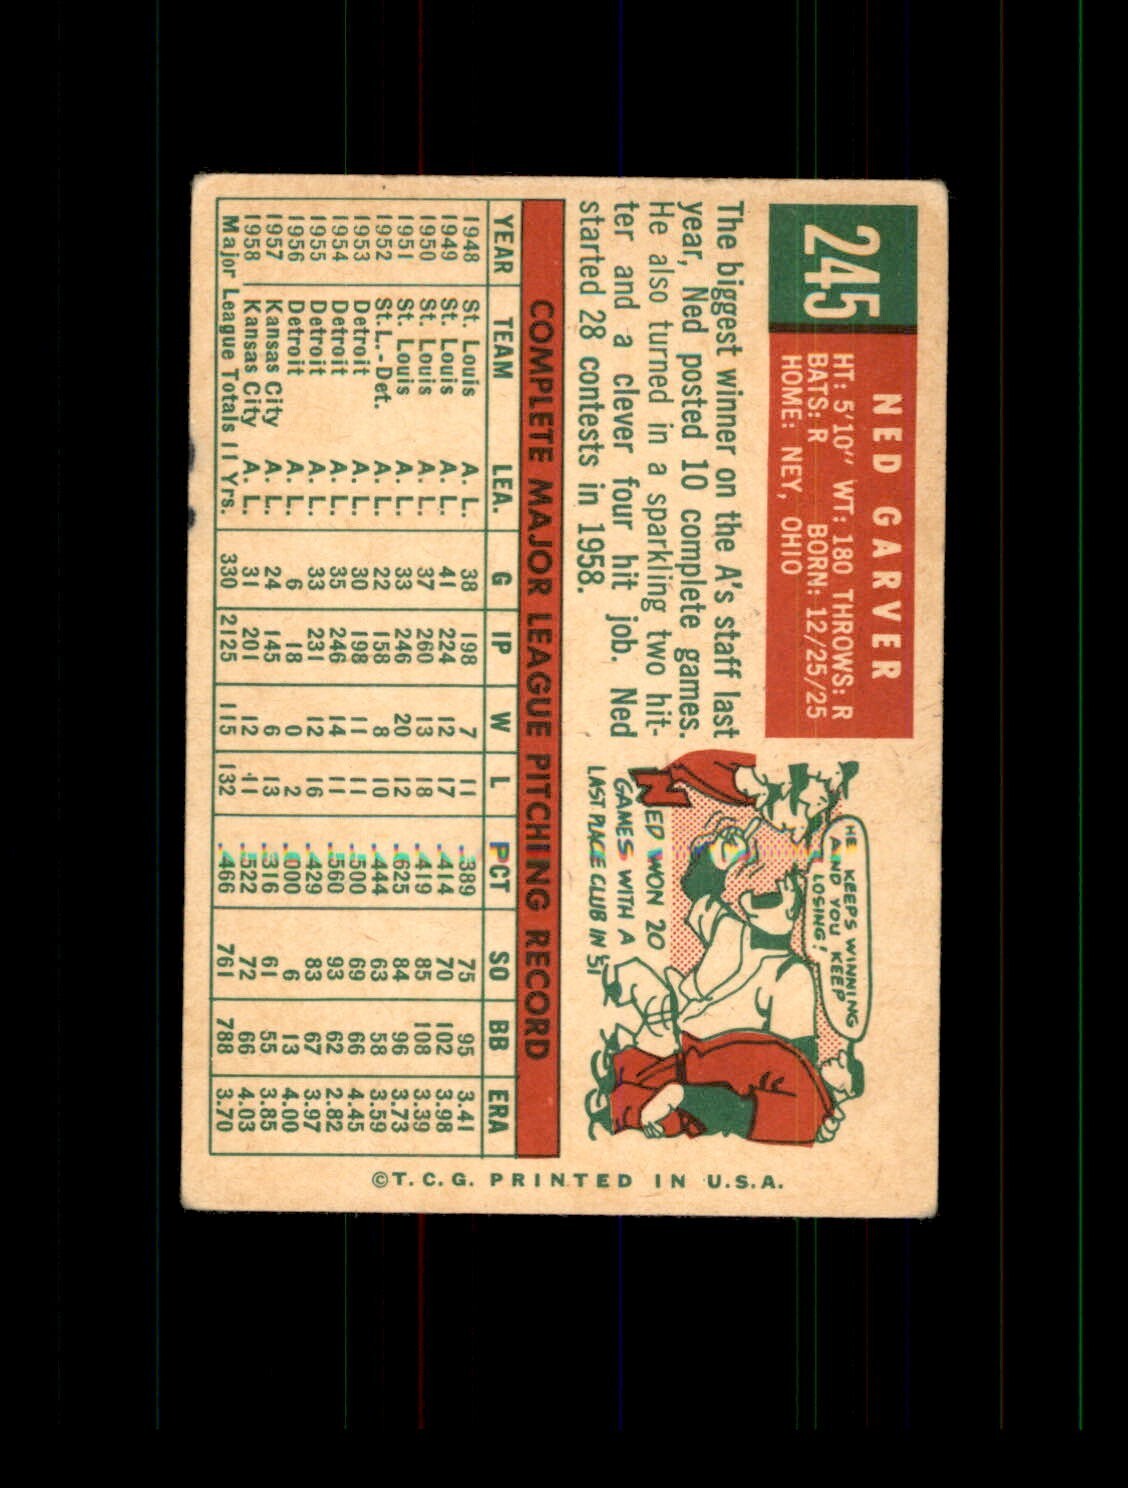 245
NED GARVER
HT: 5'10" WT: 180 THROWS: R
BATS: R BORN: 12/25/25
HOME: NEY, OHIO
The biggest winner on the A's staff last
year, Ned posted 10 complete games.
He also turned in a sparkling two hit-
ter and a clever four hit job. Ned
started 28 contests in 1958.
HE KEEPS WINNING
AND YOU KEEP
LOSING!
NED WON 20
GAMES WITH A
LAST PLACE CLUB IN '51
COMPLETE MAJOR LEAGUE PITCHING RECORD
YEAR TEAM LEA. G IP W L PCT SO BB ERA
1948 St. Louis A. L. 38 198 7 11 .389 75 95 3.41
1949 St. Louis A. L. 41 224 12 17 .414 70 102 3.98
1950 St. Louis A. L. 37 260 13 18 .419 85 108 3.39
1951 St. Louis A. L. 33 246 20 12 .625 84 96 3.73
1952 St. L.-Det. A. L. 22 158 8 10 .444 63 58 3.59
1953 Detroit A. L. 30 198 11 11 .500 69 66 4.45
1954 Detroit A. L. 35 246 14 11 .560 93 62 2.82
1955 Detroit A. L. 33 231 12 16 .429 83 67 3.97
1956 Detroit A. L. 6 18 0 2 .000 6 13 4.00
1957 Kansas City A. L. 24 145 6 13 .316 61 55 3.85
1958 Kansas City A. L. 31 201 12 11 .522 72 66 4.03
Major League Totals 11 Yrs. 330 2125 115 132 .466 761 788 3.70
©T.C.G. PRINTED IN U.S.A.